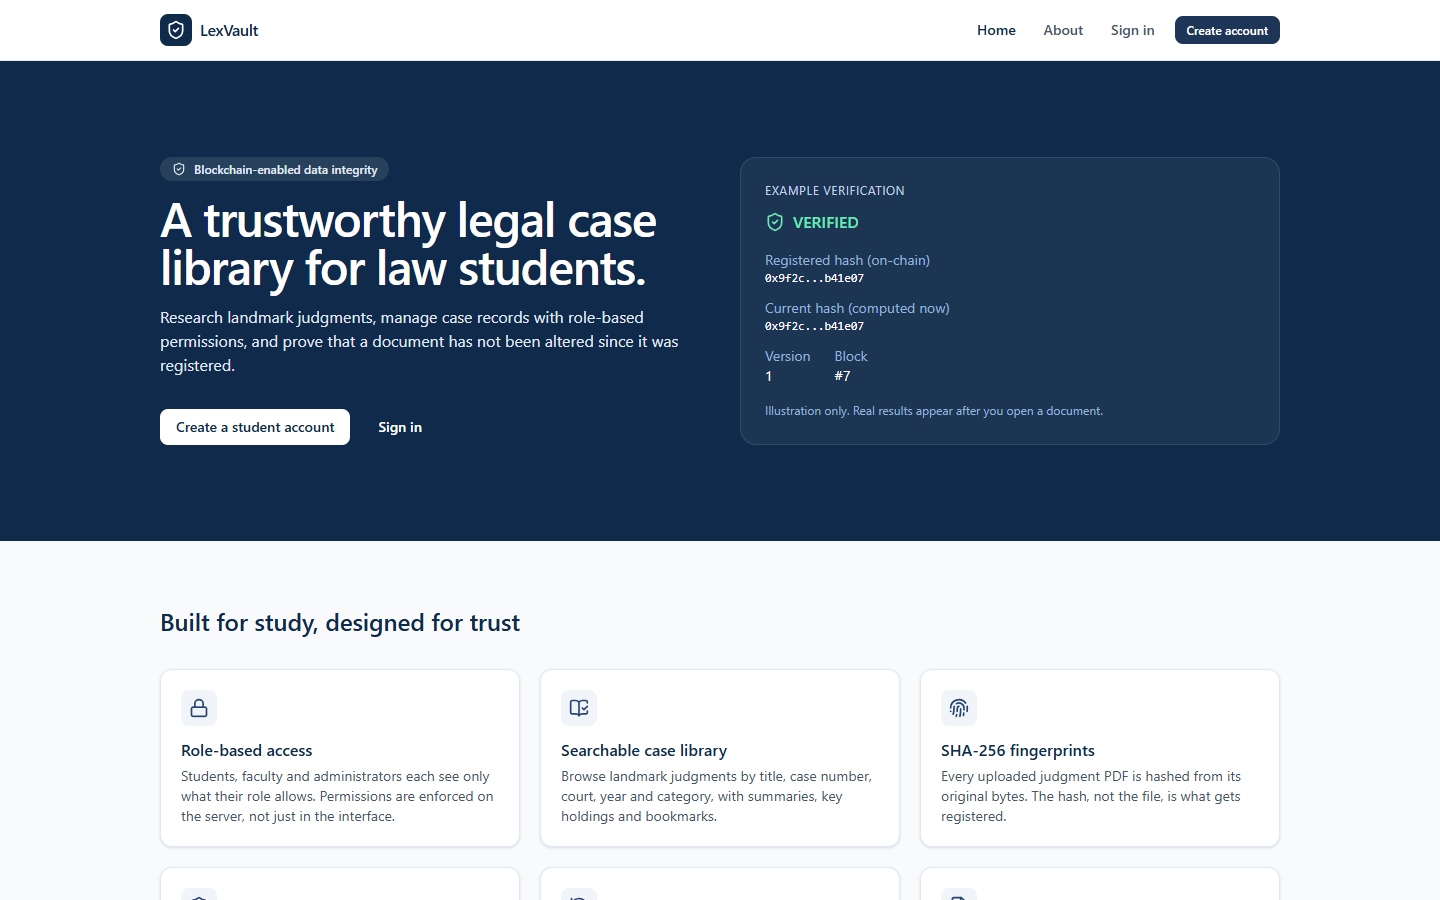 LexVault
Home
About
Sign in
Create account
Blockchain-enabled data integrity
A trustworthy legal case
library for law students.
Research landmark judgments, manage case records with role-based
permissions, and prove that a document has not been altered since it was
registered.
Create a student account
Sign in
EXAMPLE VERIFICATION
VERIFIED
Registered hash (on-chain)
0x9f2c...b41e07
Current hash (computed now)
0x9f2c...b41e07
Version
1
Block
#7
Illustration only. Real results appear after you open a document.
Built for study, designed for trust
Role-based access
Students, faculty and administrators each see only
what their role allows. Permissions are enforced on
the server, not just in the interface.
Searchable case library
Browse landmark judgments by title, case number,
court, year and category, with summaries, key
holdings and bookmarks.
SHA-256 fingerprints
Every uploaded judgment PDF is hashed from its
original bytes. The hash, not the file, is what gets
registered.